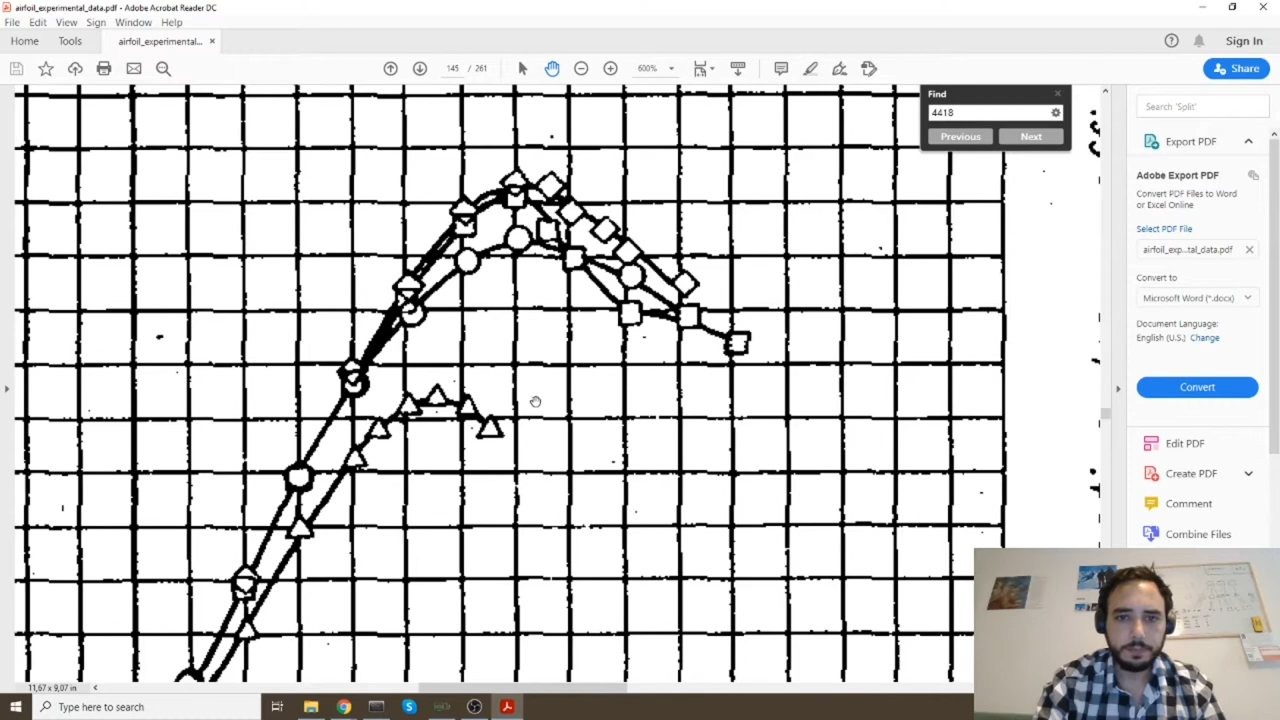 airfoil_experimental_data.pdf - Adobe Acrobat Reader DC
File Edit View Sign Window Help
Home Tools airfoil_experimental... × Sign In
145 / 261 600% Share
Find
4418
Previous Next
Search 'Split'
Export PDF
Adobe Export PDF
Convert PDF Files to Word
or Excel Online
Select PDF File
airfoil_exp...tal_data.pdf ×
Convert to
Microsoft Word (*.docx)
Document Language:
English (U.S.) Change
Convert
Edit PDF
Create PDF
Comment
Combine Files
11,67 x 9,07 in
Type here to search